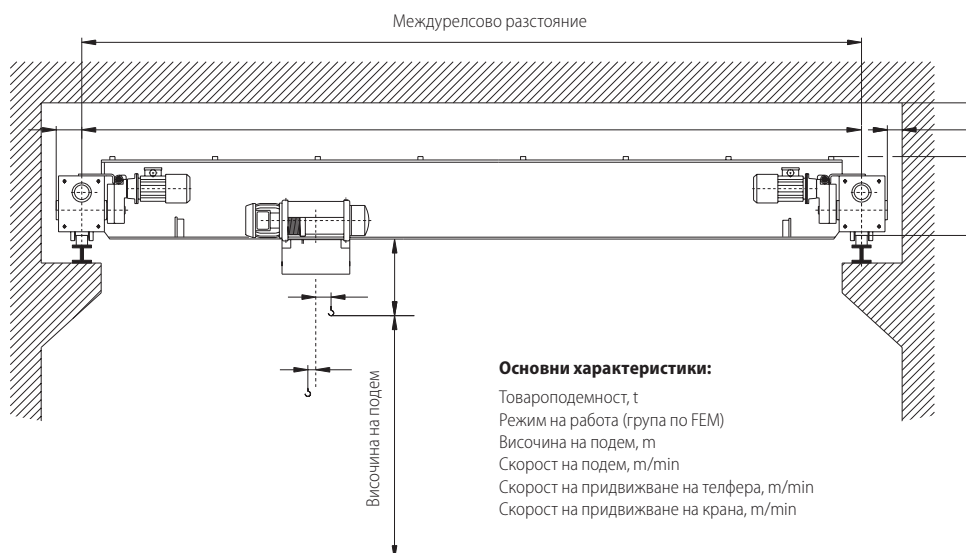 Междурелсово разстояние
Височина на подем
Основни характеристики:
Товароподемност, t
Режим на работа (група по FEM)
Височина на подем, m
Скорост на подем, m/min
Скорост на придвижване на телфера, m/min
Скорост на придвижване на крана, m/min